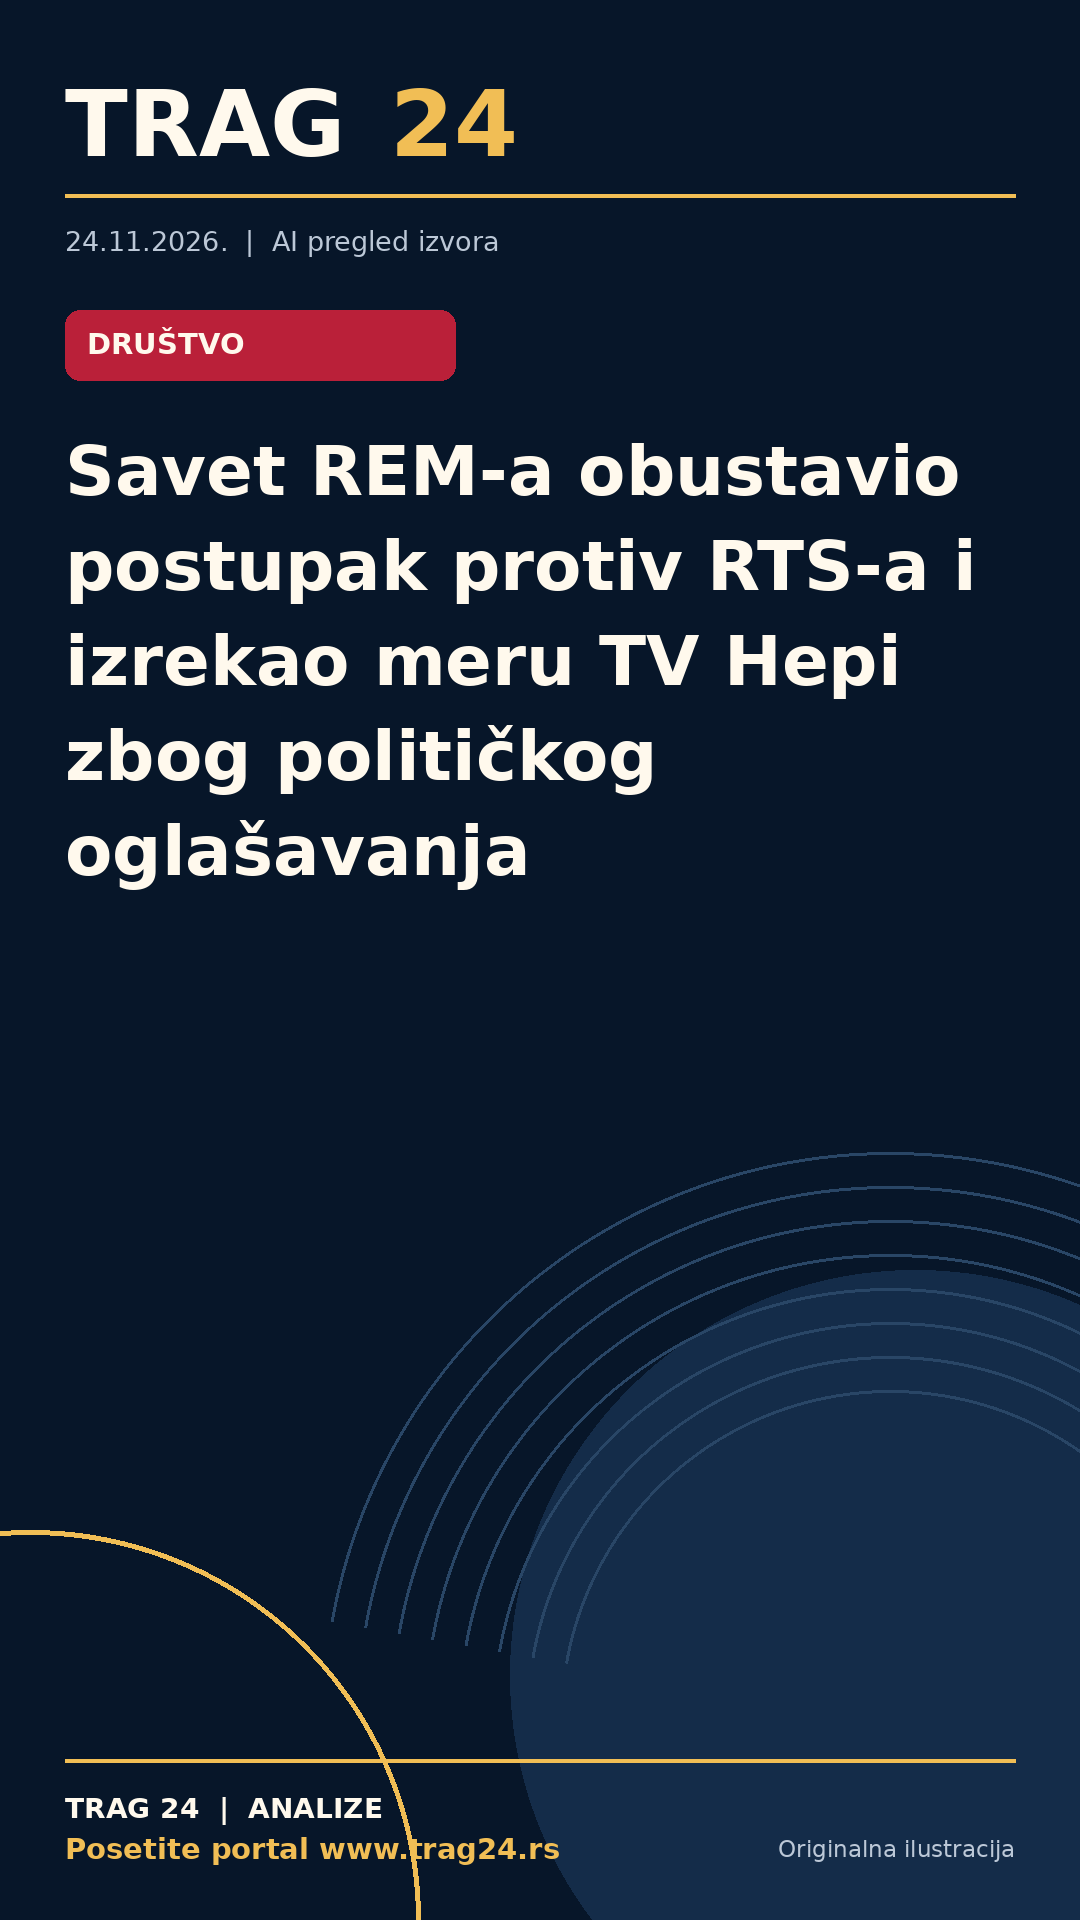 TRAG 24
24.11.2026. | AI pregled izvora
DRUŠTVO
Savet REM-a obustavio
postupak protiv RTS-a i
izrekao meru TV Hepi
zbog političkog
oglašavanja
TRAG 24 | ANALIZE
Posetite portal www.trag24.rs
Originalna ilustracija